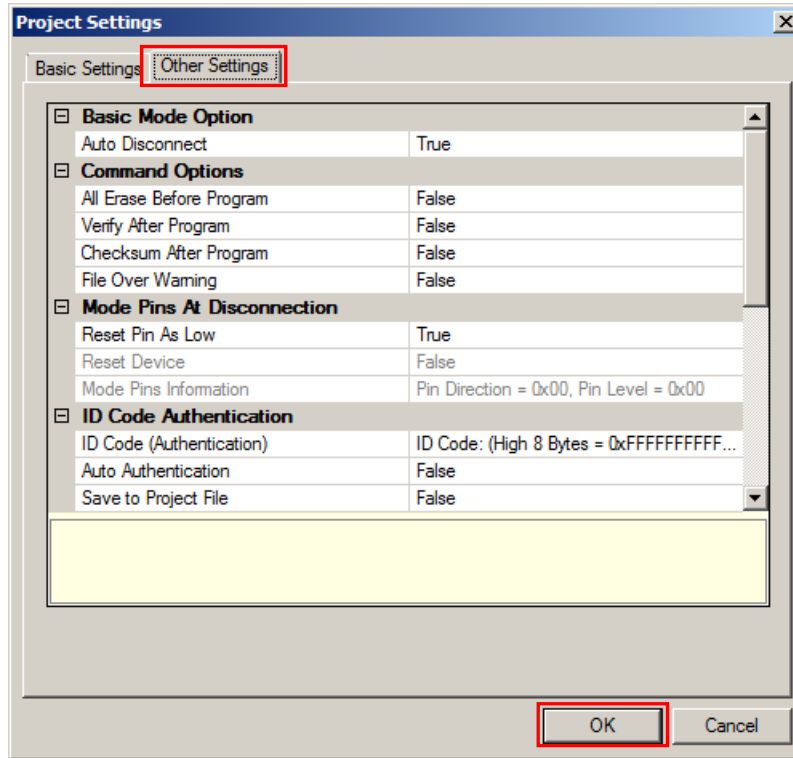 Project Settings
Basic Settings Other Settings
Basic Mode Option
Auto Disconnect True
Command Options
All Erase Before Program False
Verify After Program False
Checksum After Program False
File Over Warning False
Mode Pins At Disconnection
Reset Pin As Low True
Reset Device False
Mode Pins Information Pin Direction = 0x00, Pin Level = 0x00
ID Code Authentication
ID Code (Authentication) ID Code: (High 8 Bytes = 0xFFFFFFFFFF...
Auto Authentication False
Save to Project File False
OK Cancel